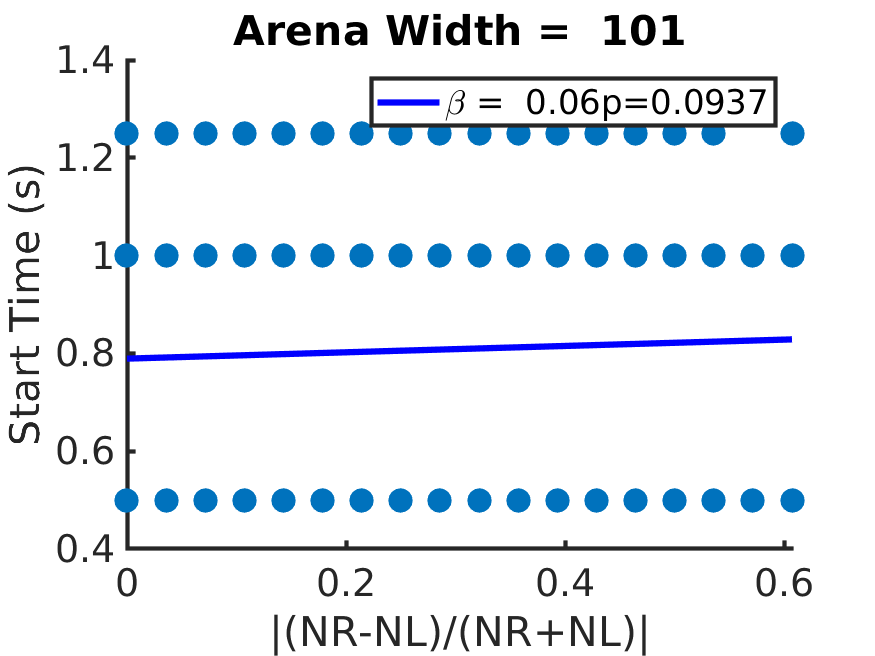 Arena Width =  101
β =  0.06p=0.0937
1.4
1.2
1
0.8
0.6
0.4
Start Time (s)
0
0.2
0.4
0.6
|(NR-NL)/(NR+NL)|